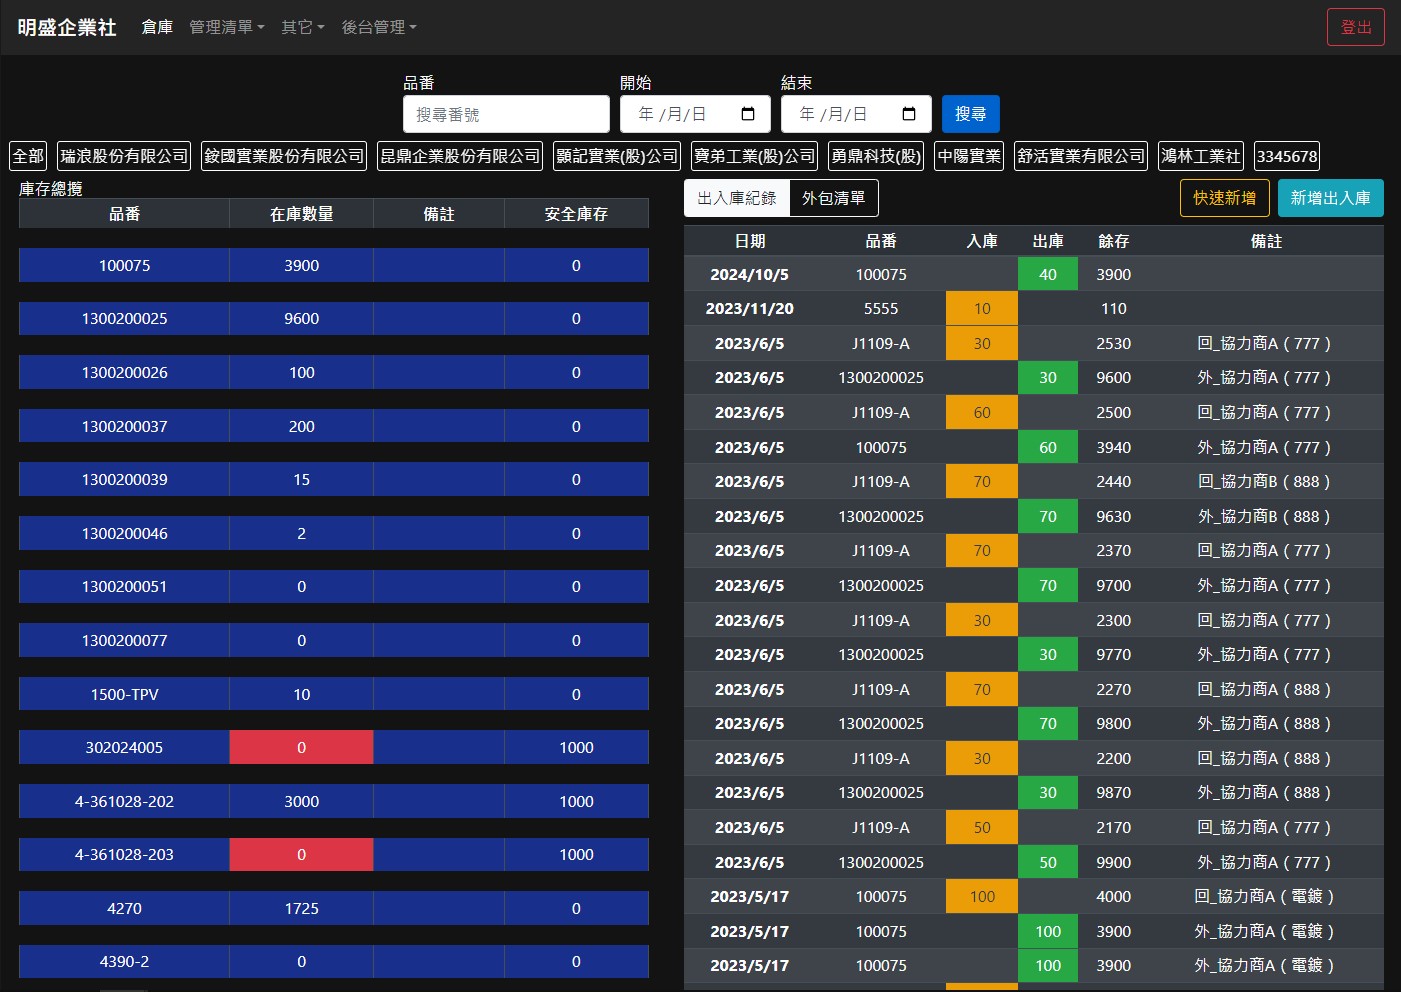 明盛企業社 倉庫 管理清單 其它 後台管理 登出
品番 開始 結束
搜尋番號 年 /月/日 年 /月/日 搜尋
全部 瑞浪股份有限公司 銨國實業股份有限公司 昆鼎企業股份有限公司 顥記實業(股)公司 寶弟工業(股)公司 勇鼎科技(股) 中陽實業 舒活實業有限公司 鴻林工業社 3345678
庫存總攬
品番 在庫數量 備註 安全庫存
100075 3900 0
1300200025 9600 0
1300200026 100 0
1300200037 200 0
1300200039 15 0
1300200046 2 0
1300200051 0 0
1300200077 0 0
1500-TPV 10 0
302024005 0 1000
4-361028-202 3000 1000
4-361028-203 0 1000
4270 1725 0
4390-2 0 0
出入庫紀錄 外包清單 快速新增 新增出入庫
日期 品番 入庫 出庫 餘存 備註
2024/10/5 100075 40 3900
2023/11/20 5555 10 110
2023/6/5 J1109-A 30 2530 回_協力商A ( 777 )
2023/6/5 1300200025 30 9600 外_協力商A ( 777 )
2023/6/5 J1109-A 60 2500 回_協力商A ( 777 )
2023/6/5 100075 60 3940 外_協力商A ( 777 )
2023/6/5 J1109-A 70 2440 回_協力商B ( 888 )
2023/6/5 1300200025 70 9630 外_協力商B ( 888 )
2023/6/5 J1109-A 70 2370 回_協力商A ( 777 )
2023/6/5 1300200025 70 9700 外_協力商A ( 777 )
2023/6/5 J1109-A 30 2300 回_協力商A ( 777 )
2023/6/5 1300200025 30 9770 外_協力商A ( 777 )
2023/6/5 J1109-A 70 2270 回_協力商A ( 888 )
2023/6/5 1300200025 70 9800 外_協力商A ( 888 )
2023/6/5 J1109-A 30 2200 回_協力商A ( 888 )
2023/6/5 1300200025 30 9870 外_協力商A ( 888 )
2023/6/5 J1109-A 50 2170 回_協力商A ( 777 )
2023/6/5 1300200025 50 9900 外_協力商A ( 777 )
2023/5/17 100075 100 4000 回_協力商A ( 電鍍 )
2023/5/17 100075 100 3900 外_協力商A ( 電鍍 )
2023/5/17 100075 100 3900 外_協力商A ( 電鍍 )